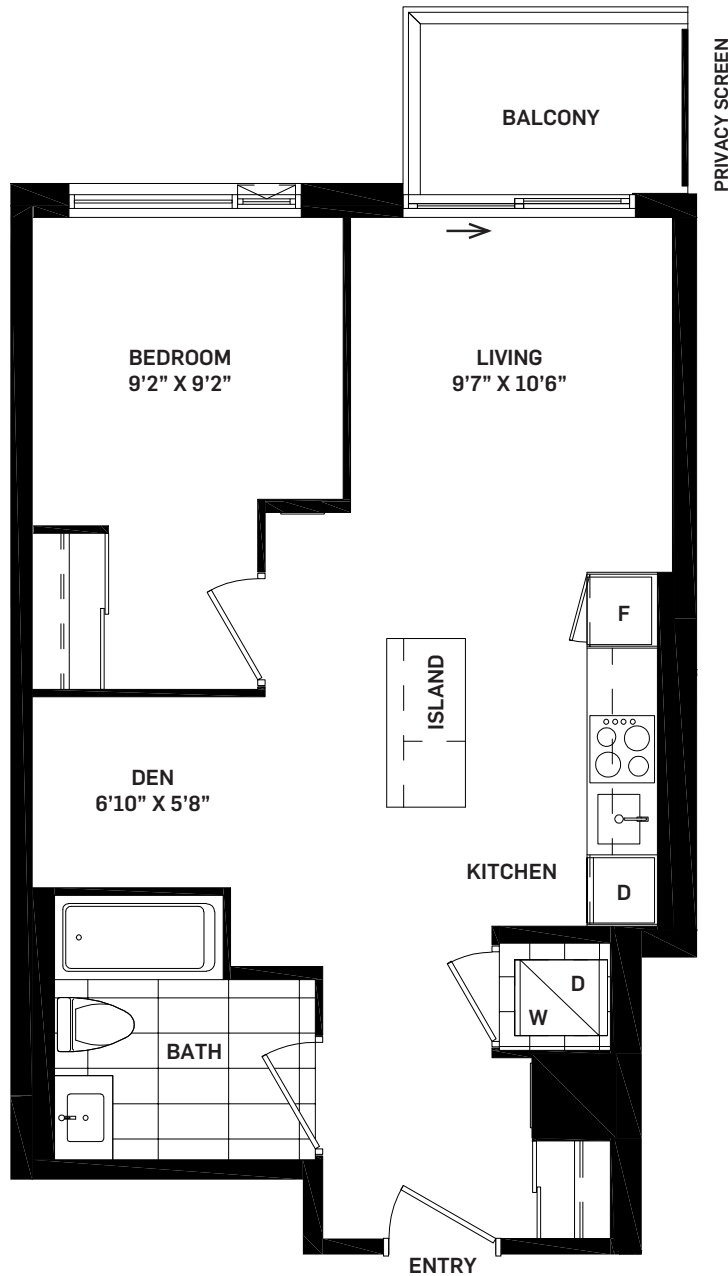 PRIVACY SCREEN
BALCONY
BEDROOM
9’2” X 9’2”
LIVING
9’7” X 10’6”
F
ISLAND
DEN
6’10” X 5’8”
KITCHEN
D
D
W
BATH
ENTRY